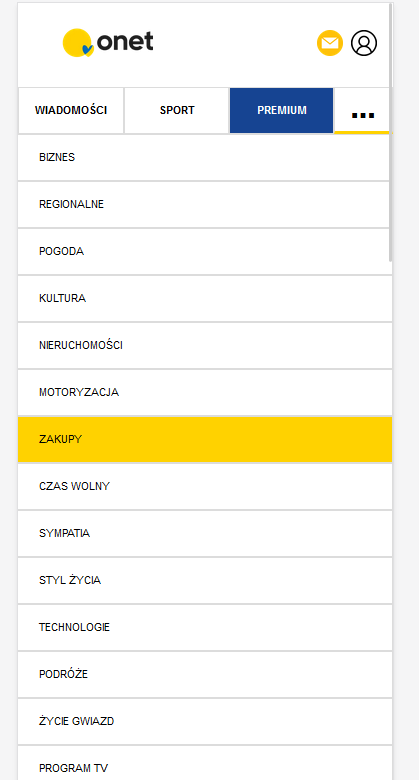 onet
WIADOMOŚCI SPORT PREMIUM ...
BIZNES
REGIONALNE
POGODA
KULTURA
NIERUCHOMOŚCI
MOTORYZACJA
ZAKUPY
CZAS WOLNY
SYMPATIA
STYL ŻYCIA
TECHNOLOGIE
PODRÓŻE
ŻYCIE GWIAZD
PROGRAM TV